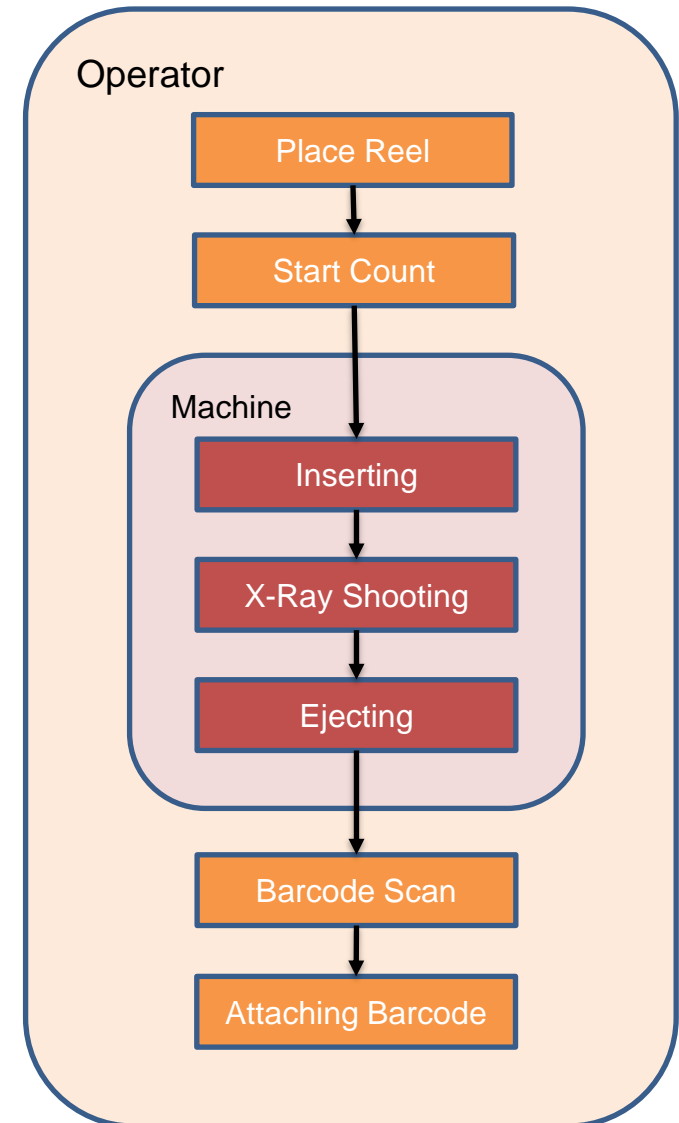 Operator
Place Reel
Start Count
Machine
Inserting
X-Ray Shooting
Ejecting
Barcode Scan
Attaching Barcode